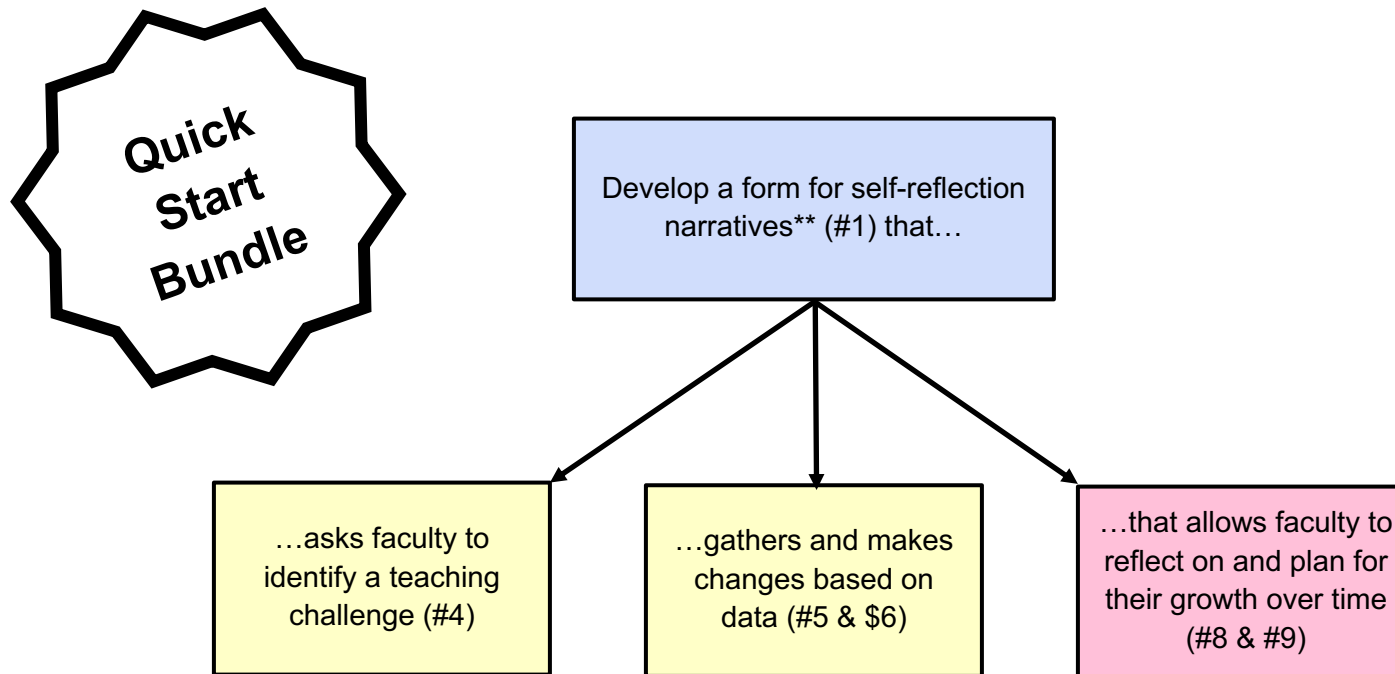 Quick
Start
Bundle
Develop a form for self-reflection
narratives** (#1) that…
…asks faculty to
identify a teaching
challenge (#4)
…gathers and makes
changes based on
data (#5 & $6)
…that allows faculty to
reflect on and plan for
their growth over time
(#8 & #9)